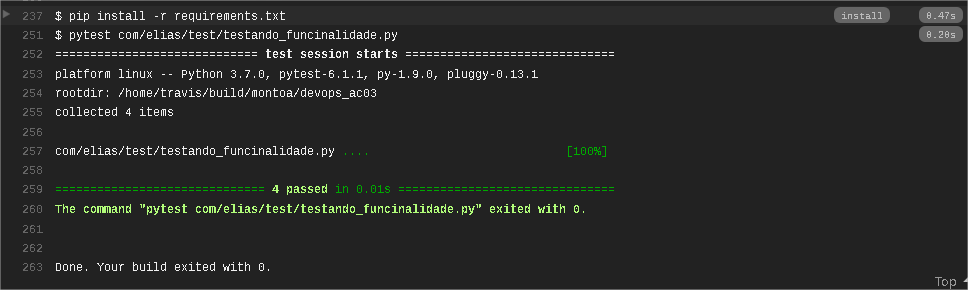 237 $ pip install -r requirements.txt install 0.47s
251 $ pytest com/elias/test/testando_funcinalidade.py 0.20s
252 ============================= test session starts ==============================
253 platform linux -- Python 3.7.0, pytest-6.1.1, py-1.9.0, pluggy-0.13.1
254 rootdir: /home/travis/build/montoa/devops_ac03
255 collected 4 items
256
257 com/elias/test/testando_funcinalidade.py .... [100%]
258
259 ============================== 4 passed in 0.01s ===============================
260 The command "pytest com/elias/test/testando_funcinalidade.py" exited with 0.
261
262
263 Done. Your build exited with 0.
Top